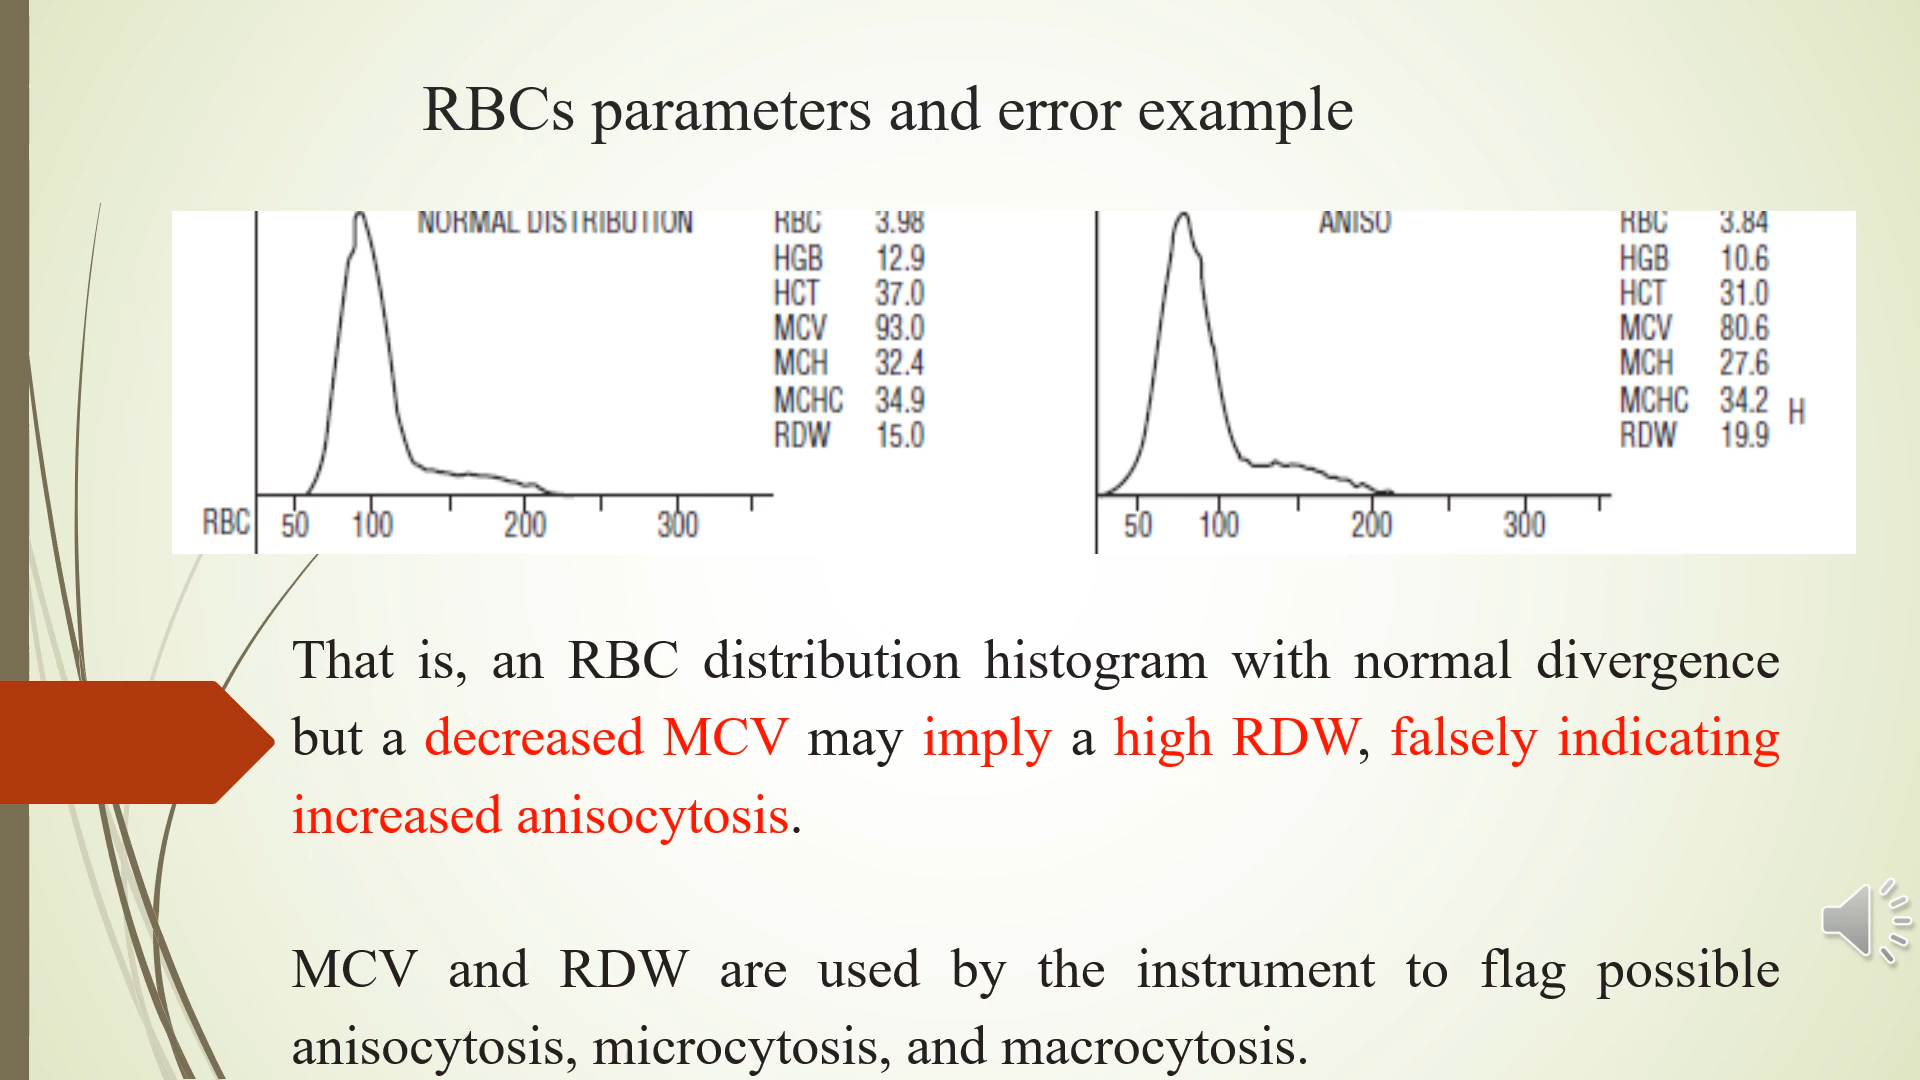 RBCs parameters and error example
NORMAL DISTRIBUTION
RBC 3.98
HGB 12.9
HCT 37.0
MCV 93.0
MCH 32.4
MCHC 34.9
RDW 15.0
RBC 50 100 200 300
ANISO
RBC 3.84
HGB 10.6
HCT 31.0
MCV 80.6
MCH 27.6
MCHC 34.2 H
RDW 19.9
50 100 200 300
That is, an RBC distribution histogram with normal divergence
but a decreased MCV may imply a high RDW, falsely indicating
increased anisocytosis.
MCV and RDW are used by the instrument to flag possible
anisocytosis, microcytosis, and macrocytosis.